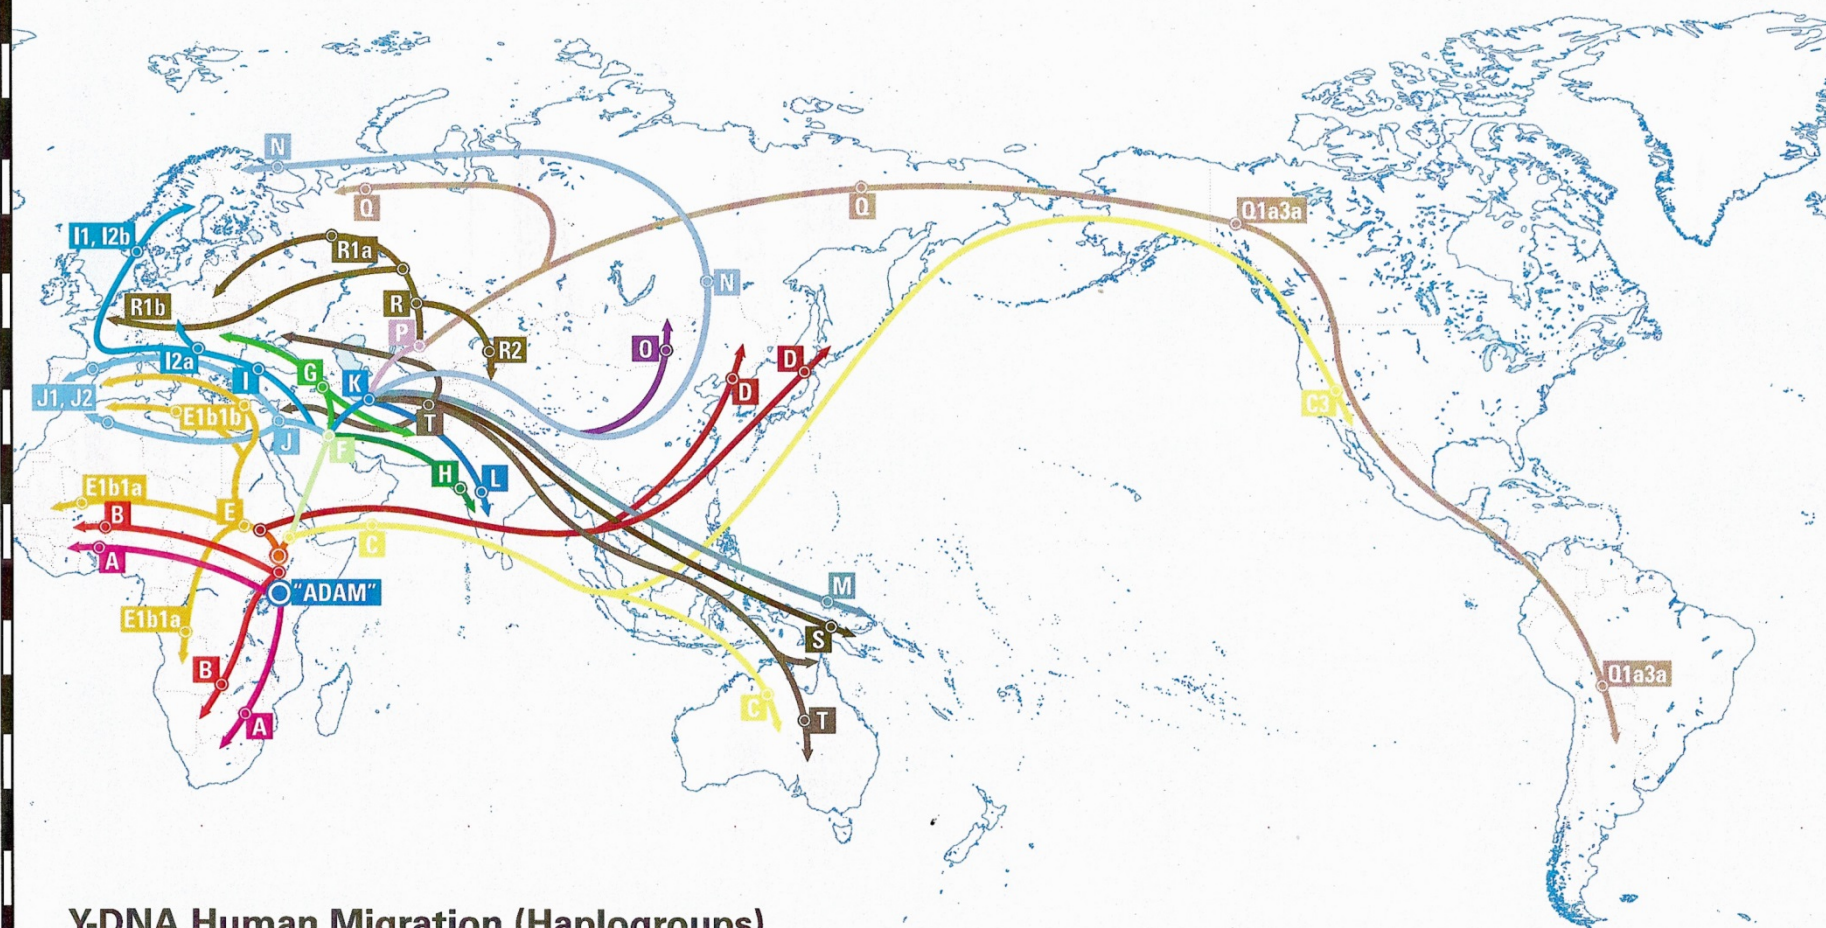 N
Q
Q
Q1a3a
I1, I2b
R1a
N
R1b
R
P
R2
O
D
D
I2a
I
G
K
J1, J2
C3
E1b1b
T
J
F
H
L
E1b1a
B
E
C
A
"ADAM"
M
E1b1a
S
B
Q1a3a
C
T
A
Y-DNA Human Migration (Haplogroups)